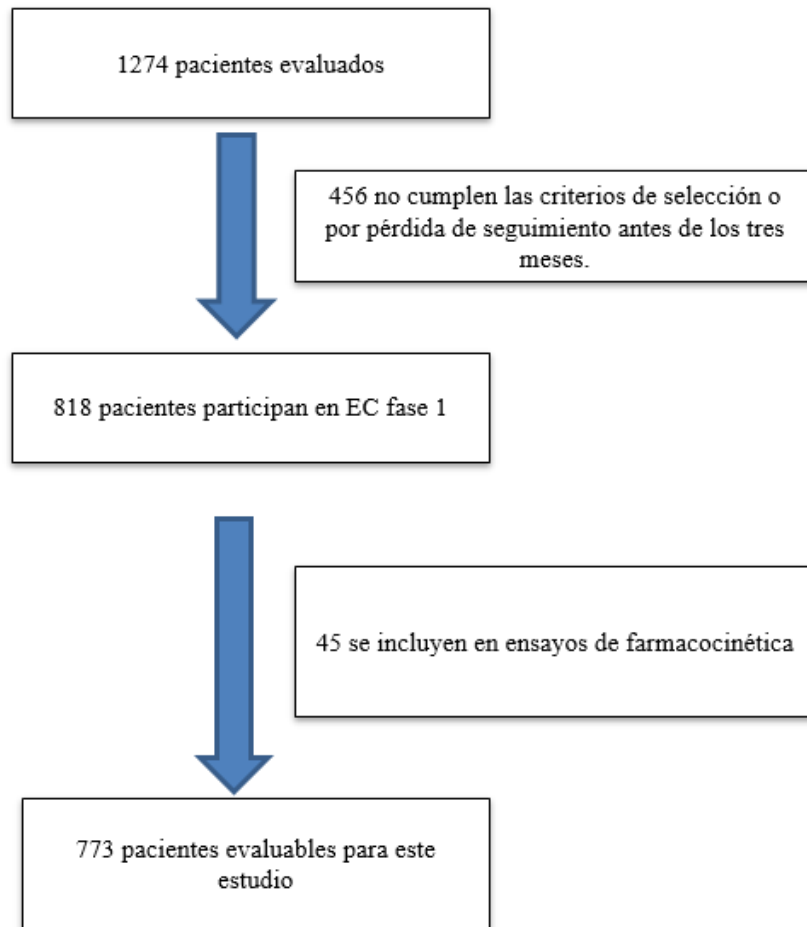 1274 pacientes evaluados
456 no cumplen las criterios de selección o
por pérdida de seguimiento antes de los tres
meses.
818 pacientes participan en EC fase 1
45 se incluyen en ensayos de farmacocinética
773 pacientes evaluables para este
estudio